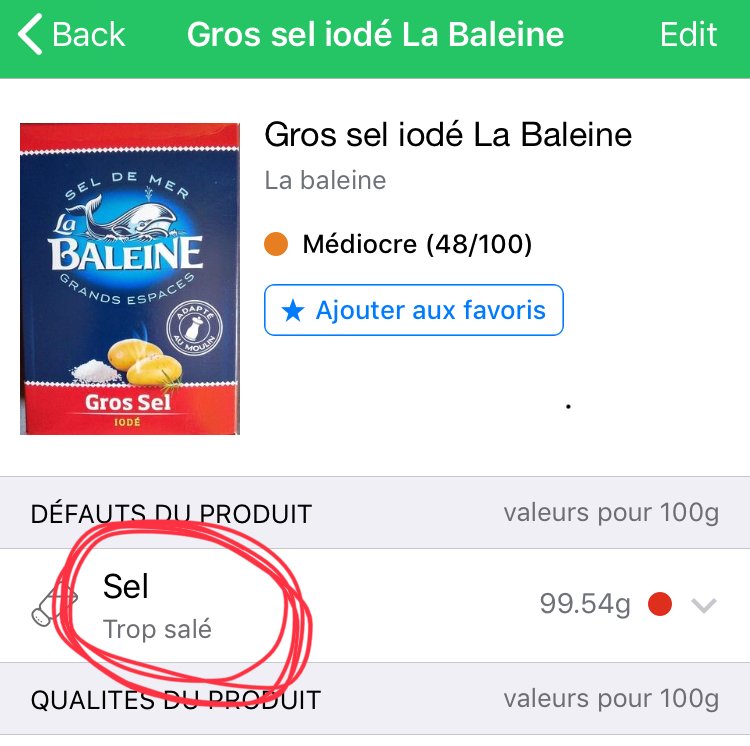 Back
Gros sel iodé La Baleine
Edit
Gros sel iodé La Baleine
La baleine
Médiocre (48/100)
★ Ajouter aux favoris
SEL DE MER
La
BALEINE
GRANDS ESPACES
ADAPTÉ
AU MOULIN
Gros Sel
IODÉ
DÉFAUTS DU PRODUIT
valeurs pour 100g
Sel
99.54g
Trop salé
QUALITÉS DU PRODUIT
valeurs pour 100g